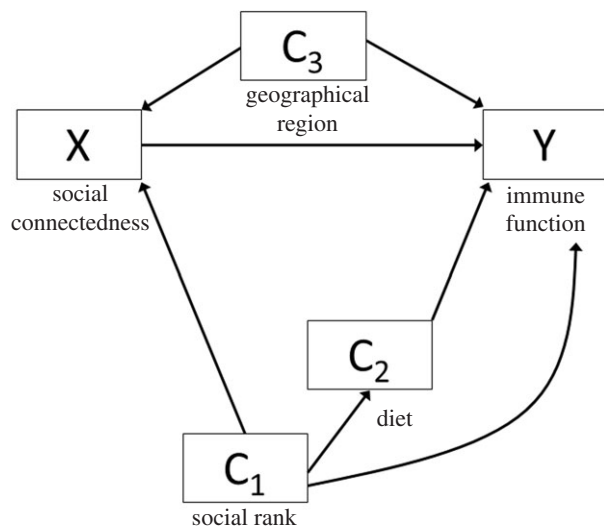 C₃
geographical
region
X
Y
social
connectedness
immune
function
C₂
diet
C₁
social rank